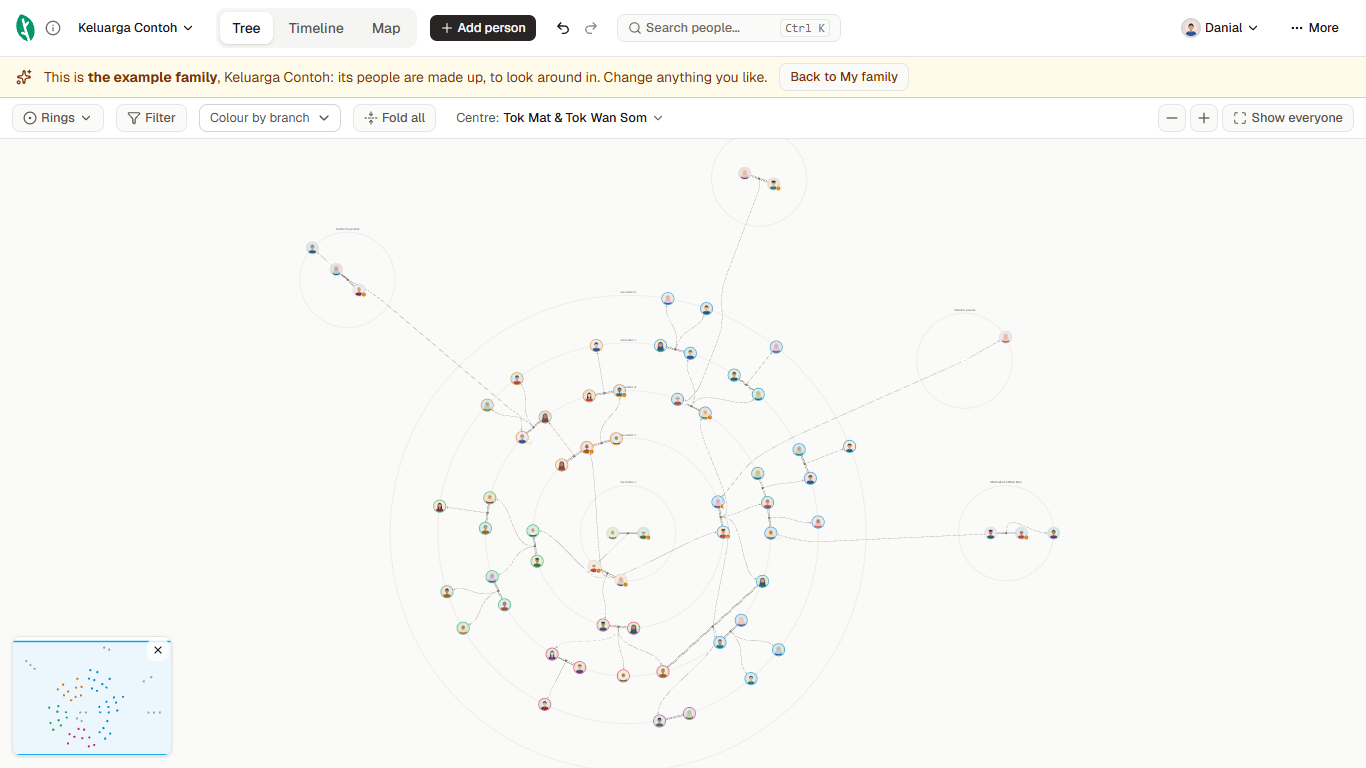 Keluarga Contoh
Tree
Timeline
Map
Add person
Search people...
Ctrl K
Danial
More
This is the example family, Keluarga Contoh: its people are made up, to look around in. Change anything you like.
Back to My family
Rings
Filter
Colour by branch
Fold all
Centre: Tok Mat & Tok Wan Som
Show everyone